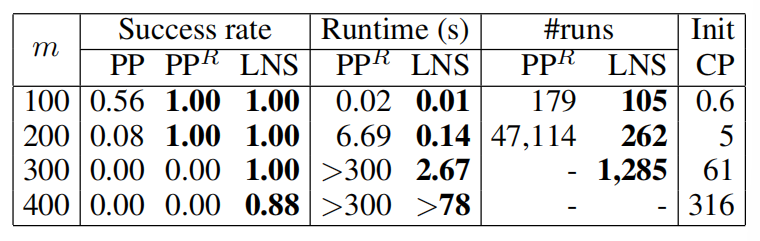 m Success rate Runtime (s) #runs Init
PP PP^R LNS PP^R LNS PP^R LNS CP
100 0.56 1.00 1.00 0.02 0.01 179 105 0.6
200 0.08 1.00 1.00 6.69 0.14 47,114 262 5
300 0.00 0.00 1.00 >300 2.67 - 1,285 61
400 0.00 0.00 0.88 >300 >78 - - 316